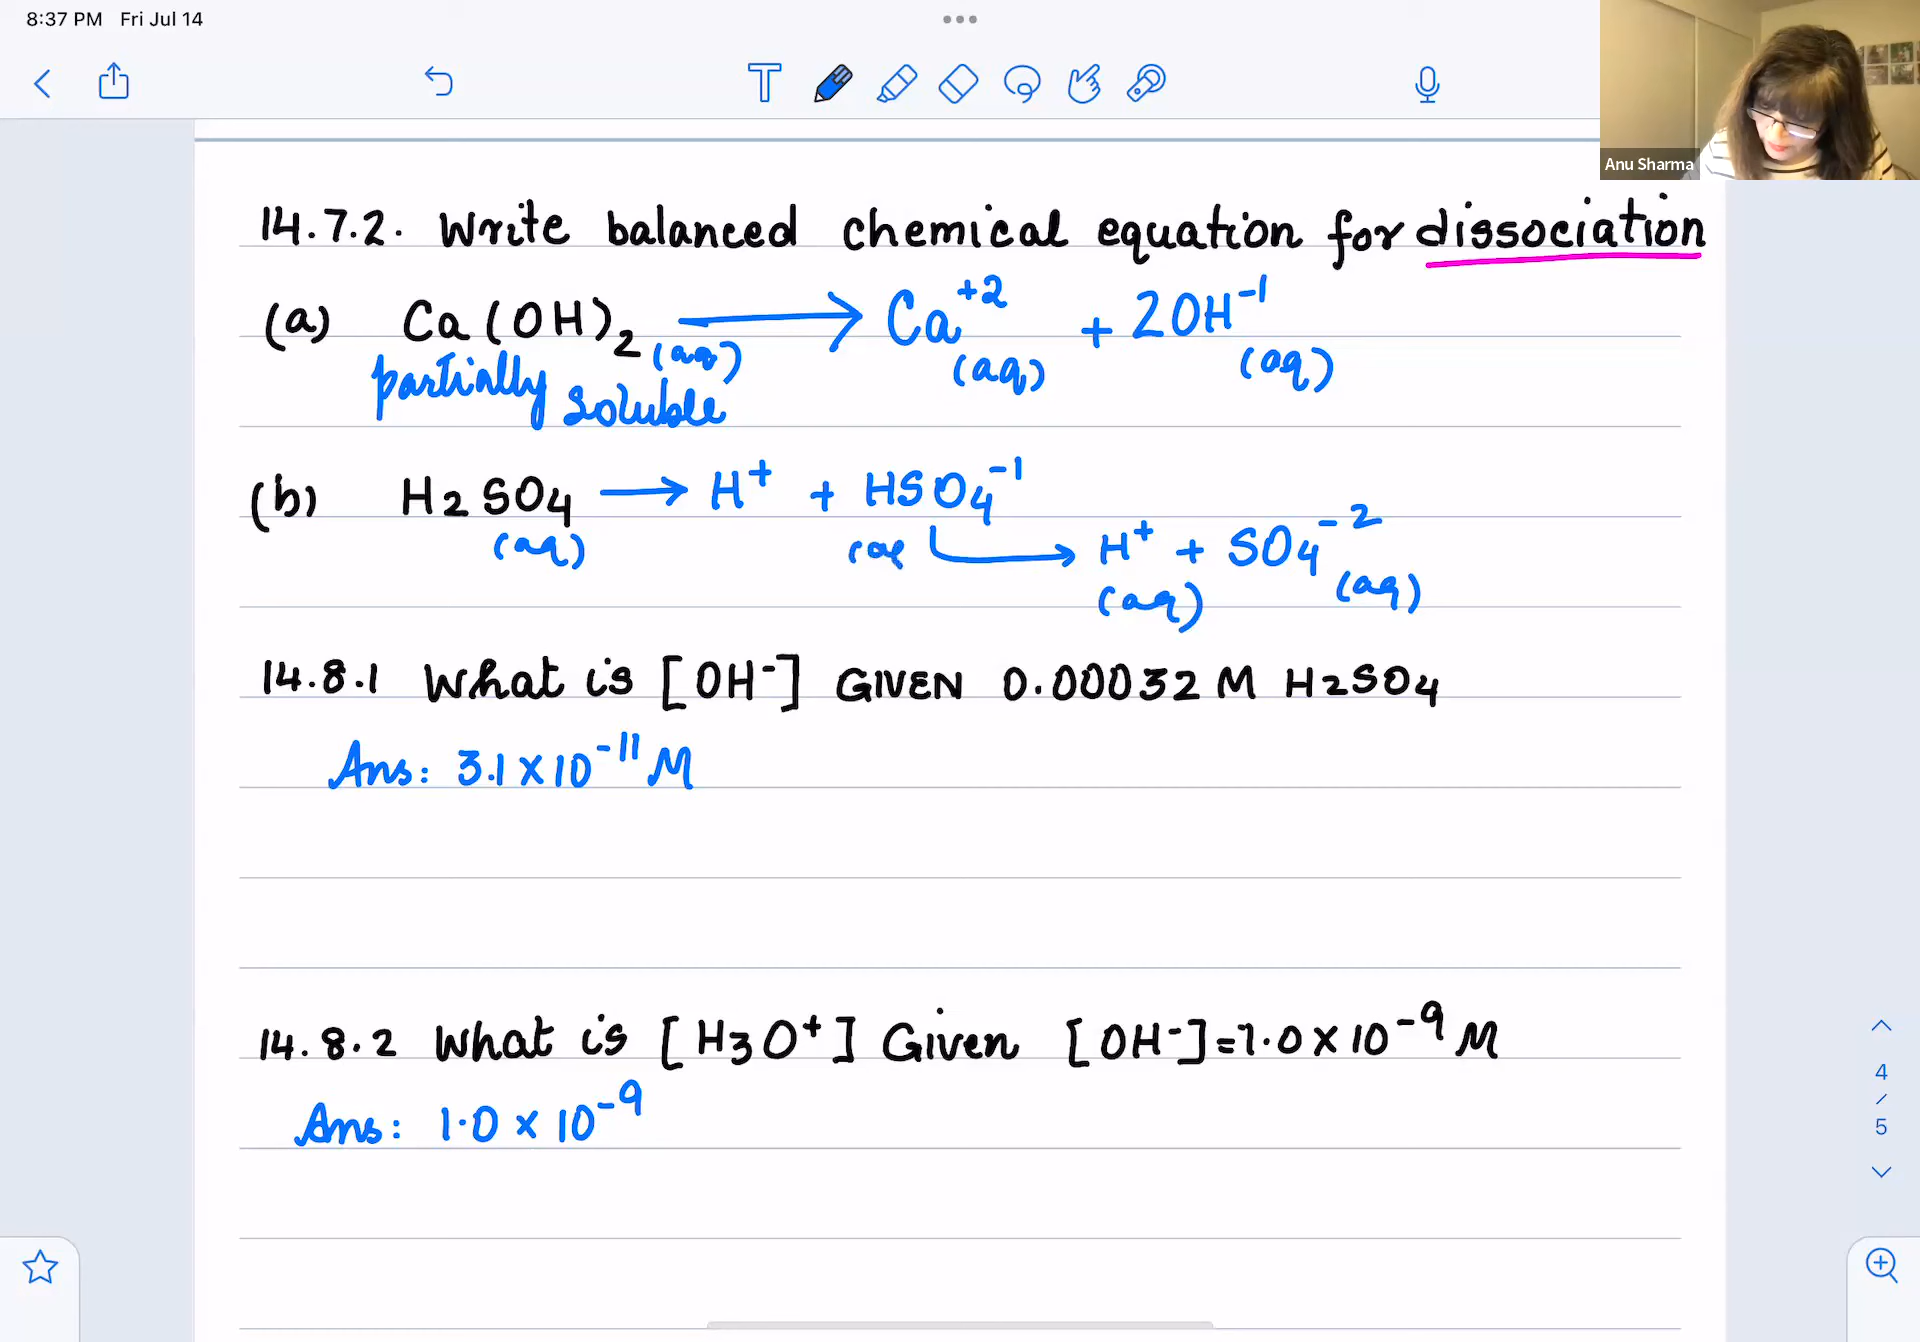 8:37 PM Fri Jul 14
Anu Sharma
14.7.2. Write balanced chemical equation for dissociation
(a) Ca(OH)₂ (aq) ⟶ Ca⁺² (aq) + 2OH⁻¹ (aq)
partially soluble
(b) H₂SO₄ (aq) ⟶ H⁺ + HSO₄⁻¹ (aq
⟶ H⁺ (aq) + SO₄⁻² (aq)
14.8.1 What is [OH⁻] GIVEN 0.00032 M H₂SO₄
Ans: 3.1 x 10⁻¹¹ M
14.8.2 What is [H₃O⁺] Given [OH⁻] = 1.0 x 10⁻⁹ M
Ans: 1.0 x 10⁻⁹
4
/
5